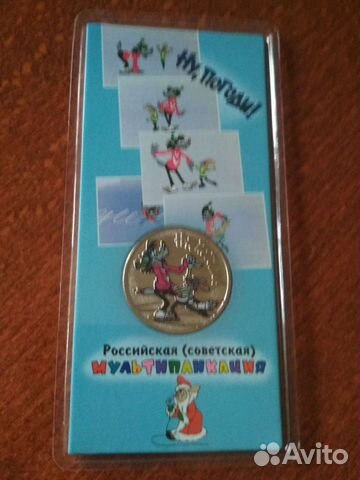 Ну, погоди!
Российская (советская)
МУЛЬТИПЛИКАЦИЯ
Avito